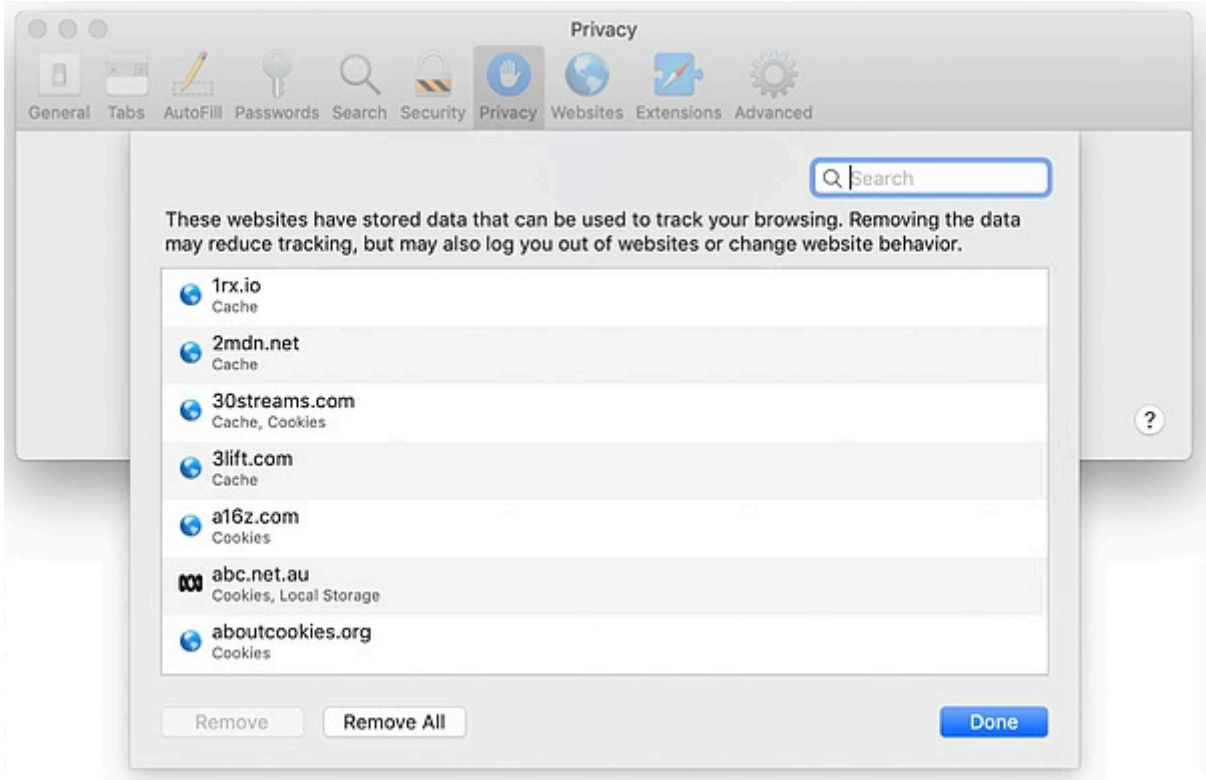 Privacy
General Tabs AutoFill Passwords Search Security Privacy Websites Extensions Advanced
Search
These websites have stored data that can be used to track your browsing. Removing the data
may reduce tracking, but may also log you out of websites or change website behavior.
1rx.io
Cache
2mdn.net
Cache
30streams.com
Cache, Cookies
?
3lift.com
Cache
a16z.com
Cookies
abc.net.au
Cookies, Local Storage
aboutcookies.org
Cookies
Remove Remove All Done